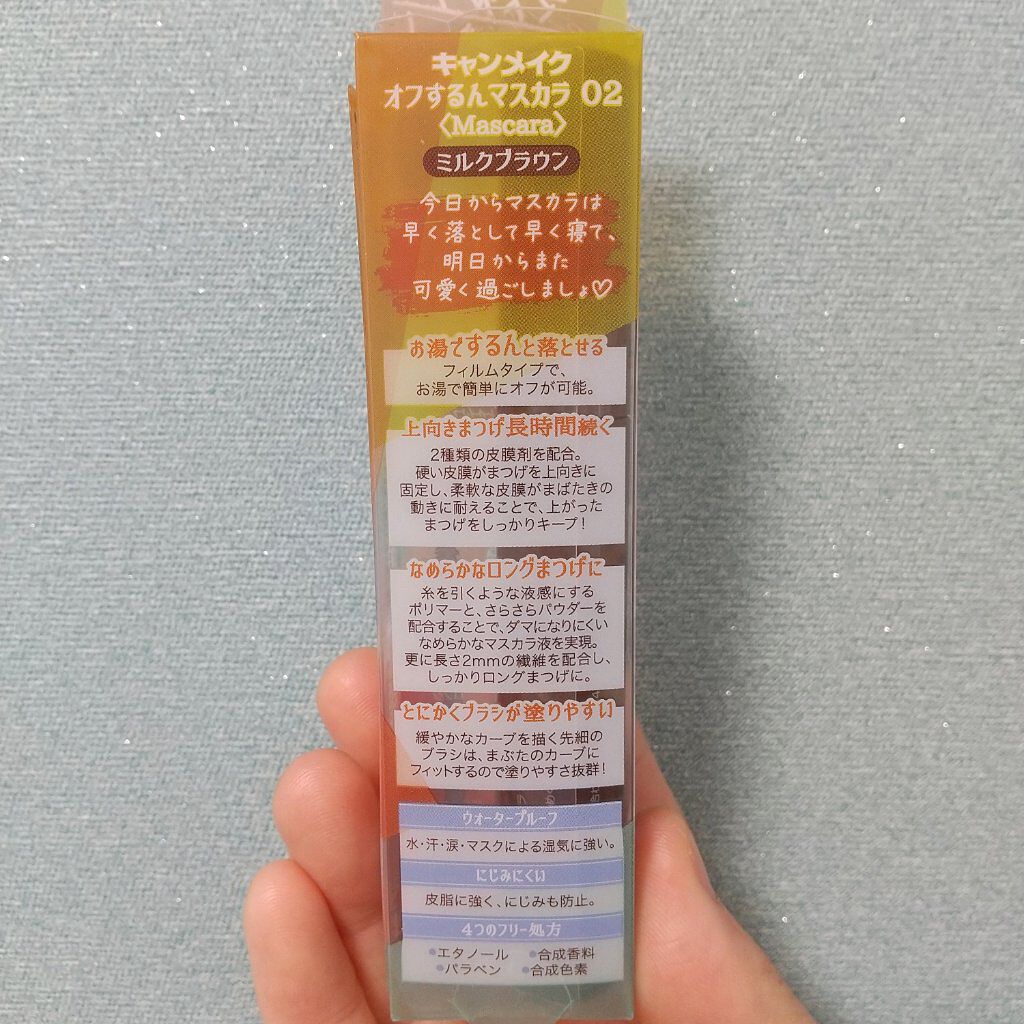 キャンメイク
オフするんマスカラ 02
〈Mascara〉
ミルクブラウン
今日からマスカラは
早く落として早く寝て、
明日からまた
可愛く過ごしましょ♡
お湯でするんと落とせる
フィルムタイプで、
お湯で簡単にオフが可能。
上向きまつげ長時間続く
2種類の皮膜剤を配合。
硬い皮膜がまつげを上向きに
固定し、柔軟な皮膜がまばたきの
動きに耐えることで、上がった
まつげをしっかりキープ!
なめらかなロングまつげに
糸を引くような液感にする
ポリマーと、さらさらパウダーを
配合することで、ダマになりにくい
なめらかなマスカラ液を実現。
更に長さ2mmの繊維を配合し、
しっかりロングまつげに。
とにかくブラシが塗りやすい
緩やかなカーブを描く先細の
ブラシは、まぶたのカーブに
フィットするので塗りやすさ抜群!
ウォータープルーフ
水・汗・涙・マスクによる湿気に強い。
にじみにくい
皮脂に強く、にじみも防止。
4つのフリー処方
•エタノール •合成香料
•パラベン •合成色素